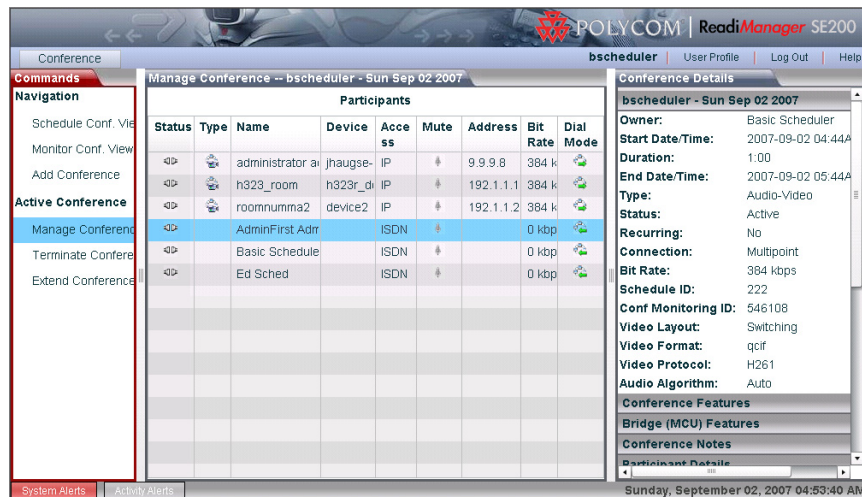 POLYCOM ReadiManager SE200
Conference
bscheduler User Profile Log Out Help
Commands
Navigation
Schedule Conf. Vie
Monitor Conf. View
Add Conference
Active Conference
Manage Conferenc
Terminate Confere
Extend Conference
Manage Conference -- bscheduler - Sun Sep 02 2007
Participants
Status Type Name Device Acce ss Mute Address Bit Rate Dial Mode
administrator a jhaugse- IP 9.9.9.8 384 k
h323_room h323r_d IP 192.1.1.1 384 k
roomnumma2 device2 IP 192.1.1.2 384 k
AdminFirst Adm ISDN 0 kbp
Basic Schedule ISDN 0 kbp
Ed Sched ISDN 0 kbp
Conference Details
bscheduler - Sun Sep 02 2007
Owner: Basic Scheduler
Start Date/Time: 2007-09-02 04:44A
Duration: 1:00
End Date/Time: 2007-09-02 05:44A
Type: Audio-Video
Status: Active
Recurring: No
Connection: Multipoint
Bit Rate: 384 kbps
Schedule ID: 222
Conf Monitoring ID: 546108
Video Layout: Switching
Video Format: qcif
Video Protocol: H261
Audio Algorithm: Auto
Conference Features
Bridge (MCU) Features
Conference Notes
Participant Details
System Alerts Activity Alerts
Sunday, September 02, 2007 04:53:40 AM